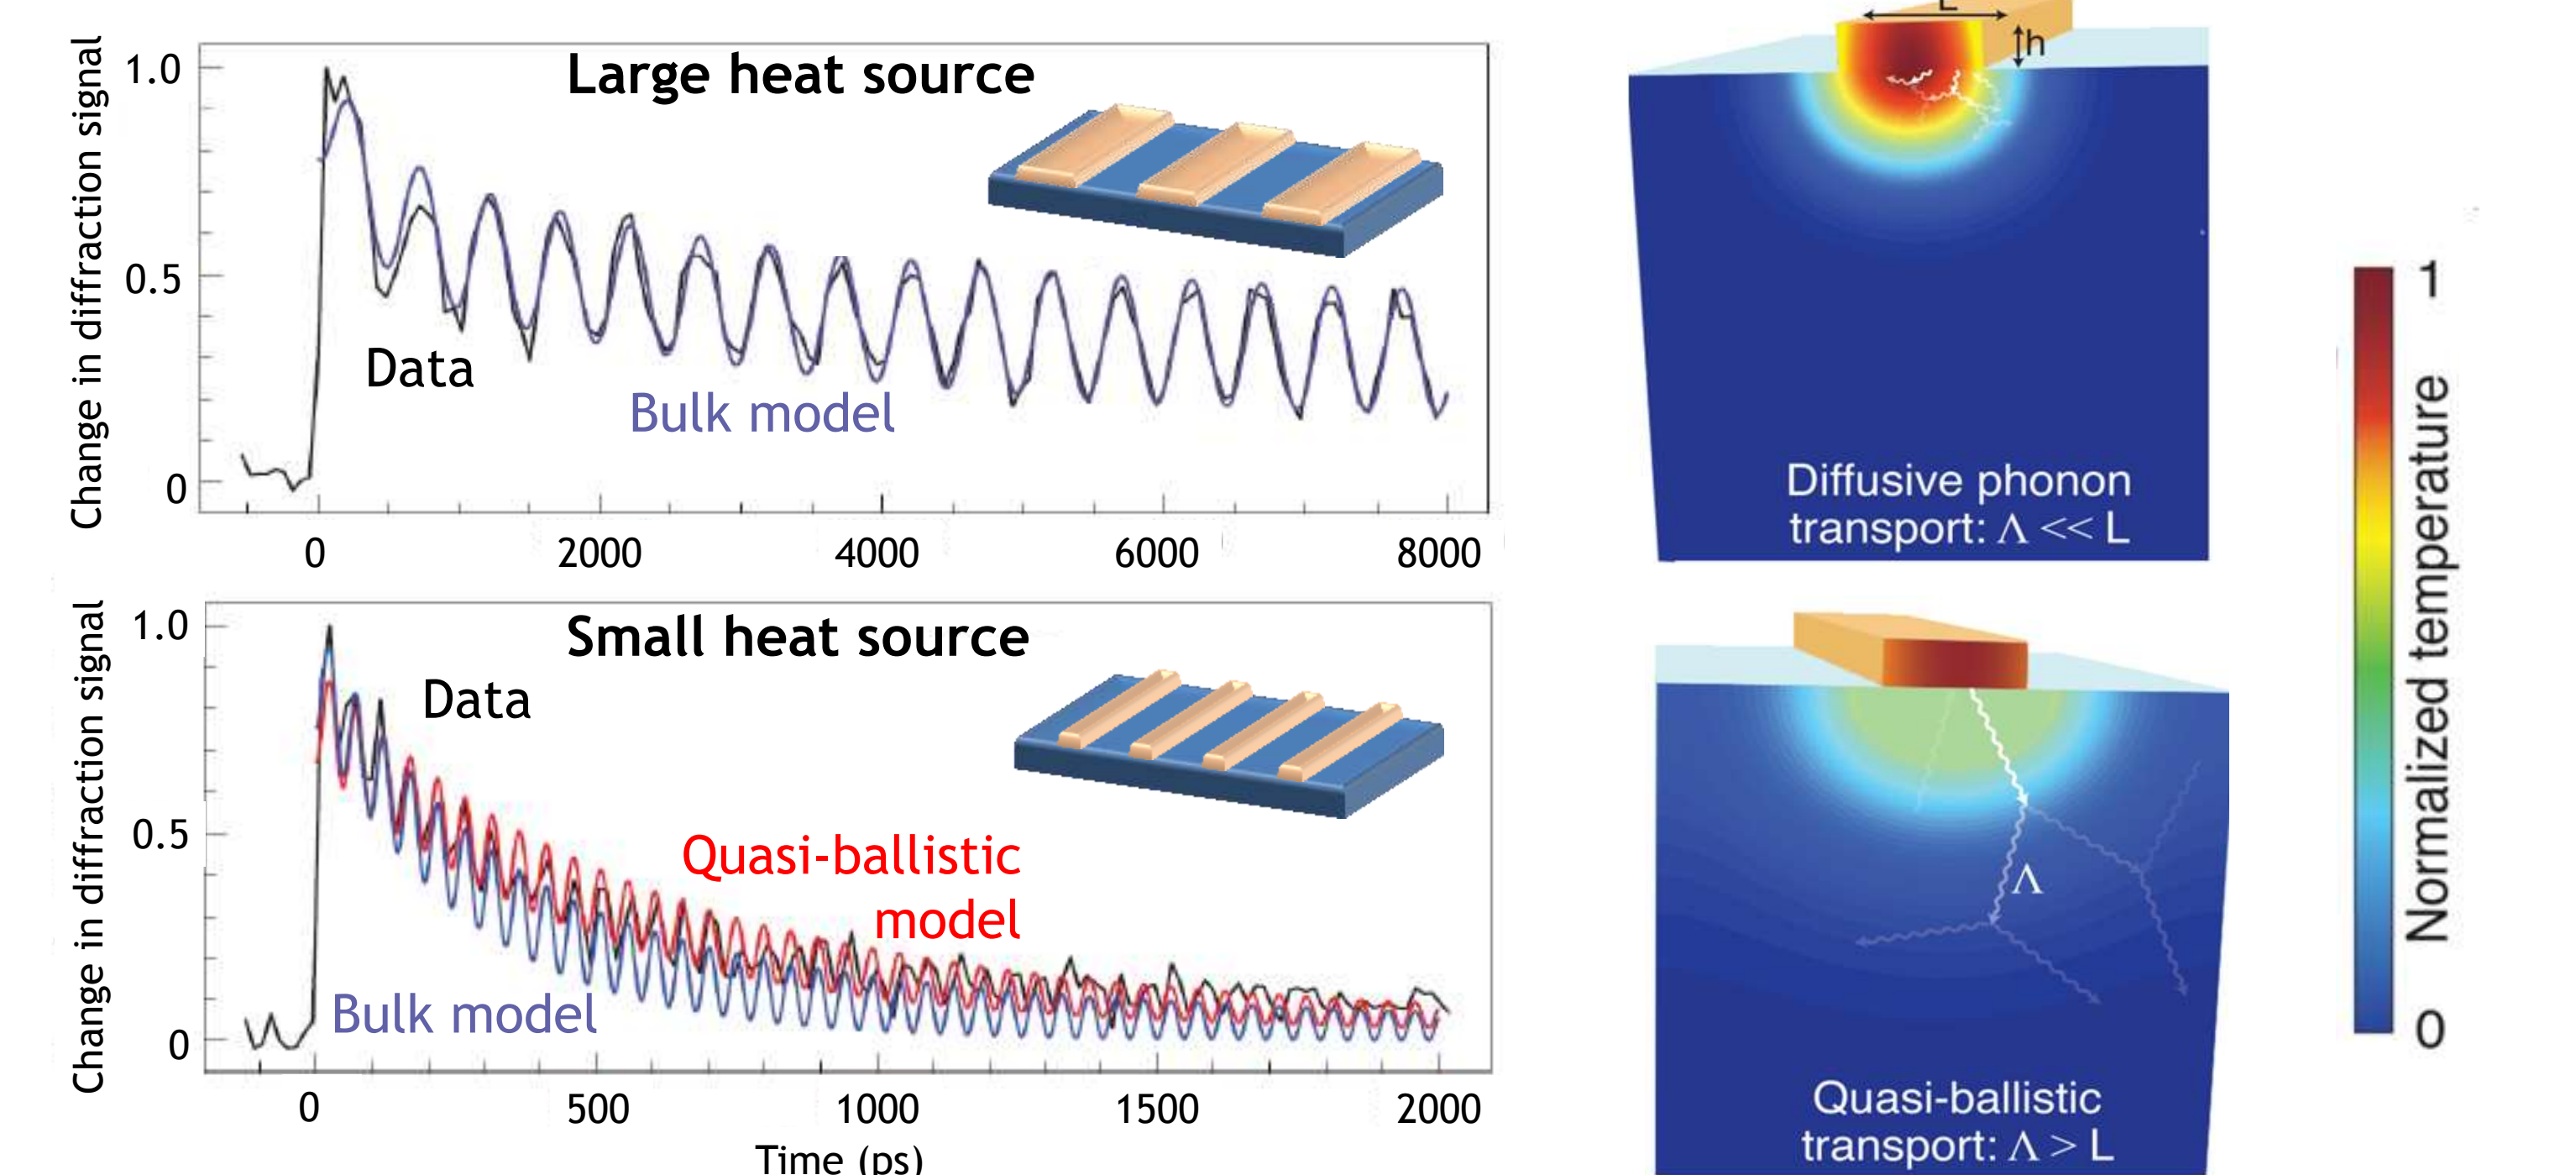 Change in diffraction signal
1.0
0.5
0
Large heat source
Data
Bulk model
0 2000 4000 6000 8000
L
h
Diffusive phonon
transport: Λ << L
Change in diffraction signal
1.0
0.5
0
Small heat source
Data
Quasi-ballistic
model
Bulk model
0 500 1000 1500 2000
Time (ps)
Λ
Quasi-ballistic
transport: Λ > L
1
Normalized temperature
0